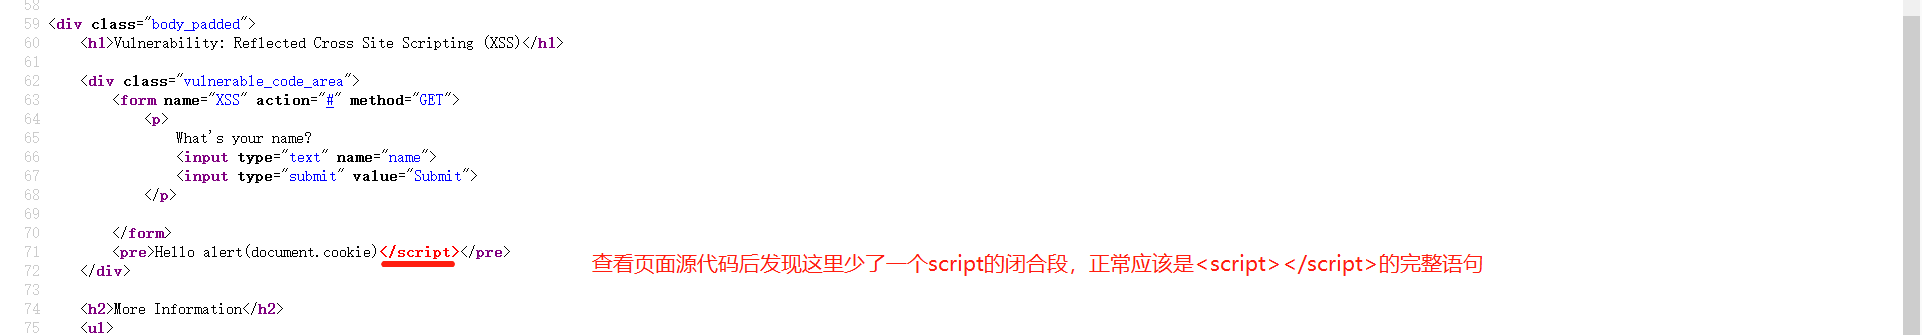 58
59 <div class="body_padded">
60 <h1>Vulnerability: Reflected Cross Site Scripting (XSS)</h1>
61
62 <div class="vulnerable_code_area">
63 <form name="XSS" action="#" method="GET">
64 <p>
65 What's your name?
66 <input type="text" name="name">
67 <input type="submit" value="Submit">
68 </p>
69
70 </form>
71 <pre>Hello alert(document.cookie)</script></pre>
查看页面源代码后发现这里少了一个script的闭合段，正常应该是<script></script>的完整语句
72 </div>
73
74 <h2>More Information</h2>
75 <ul>